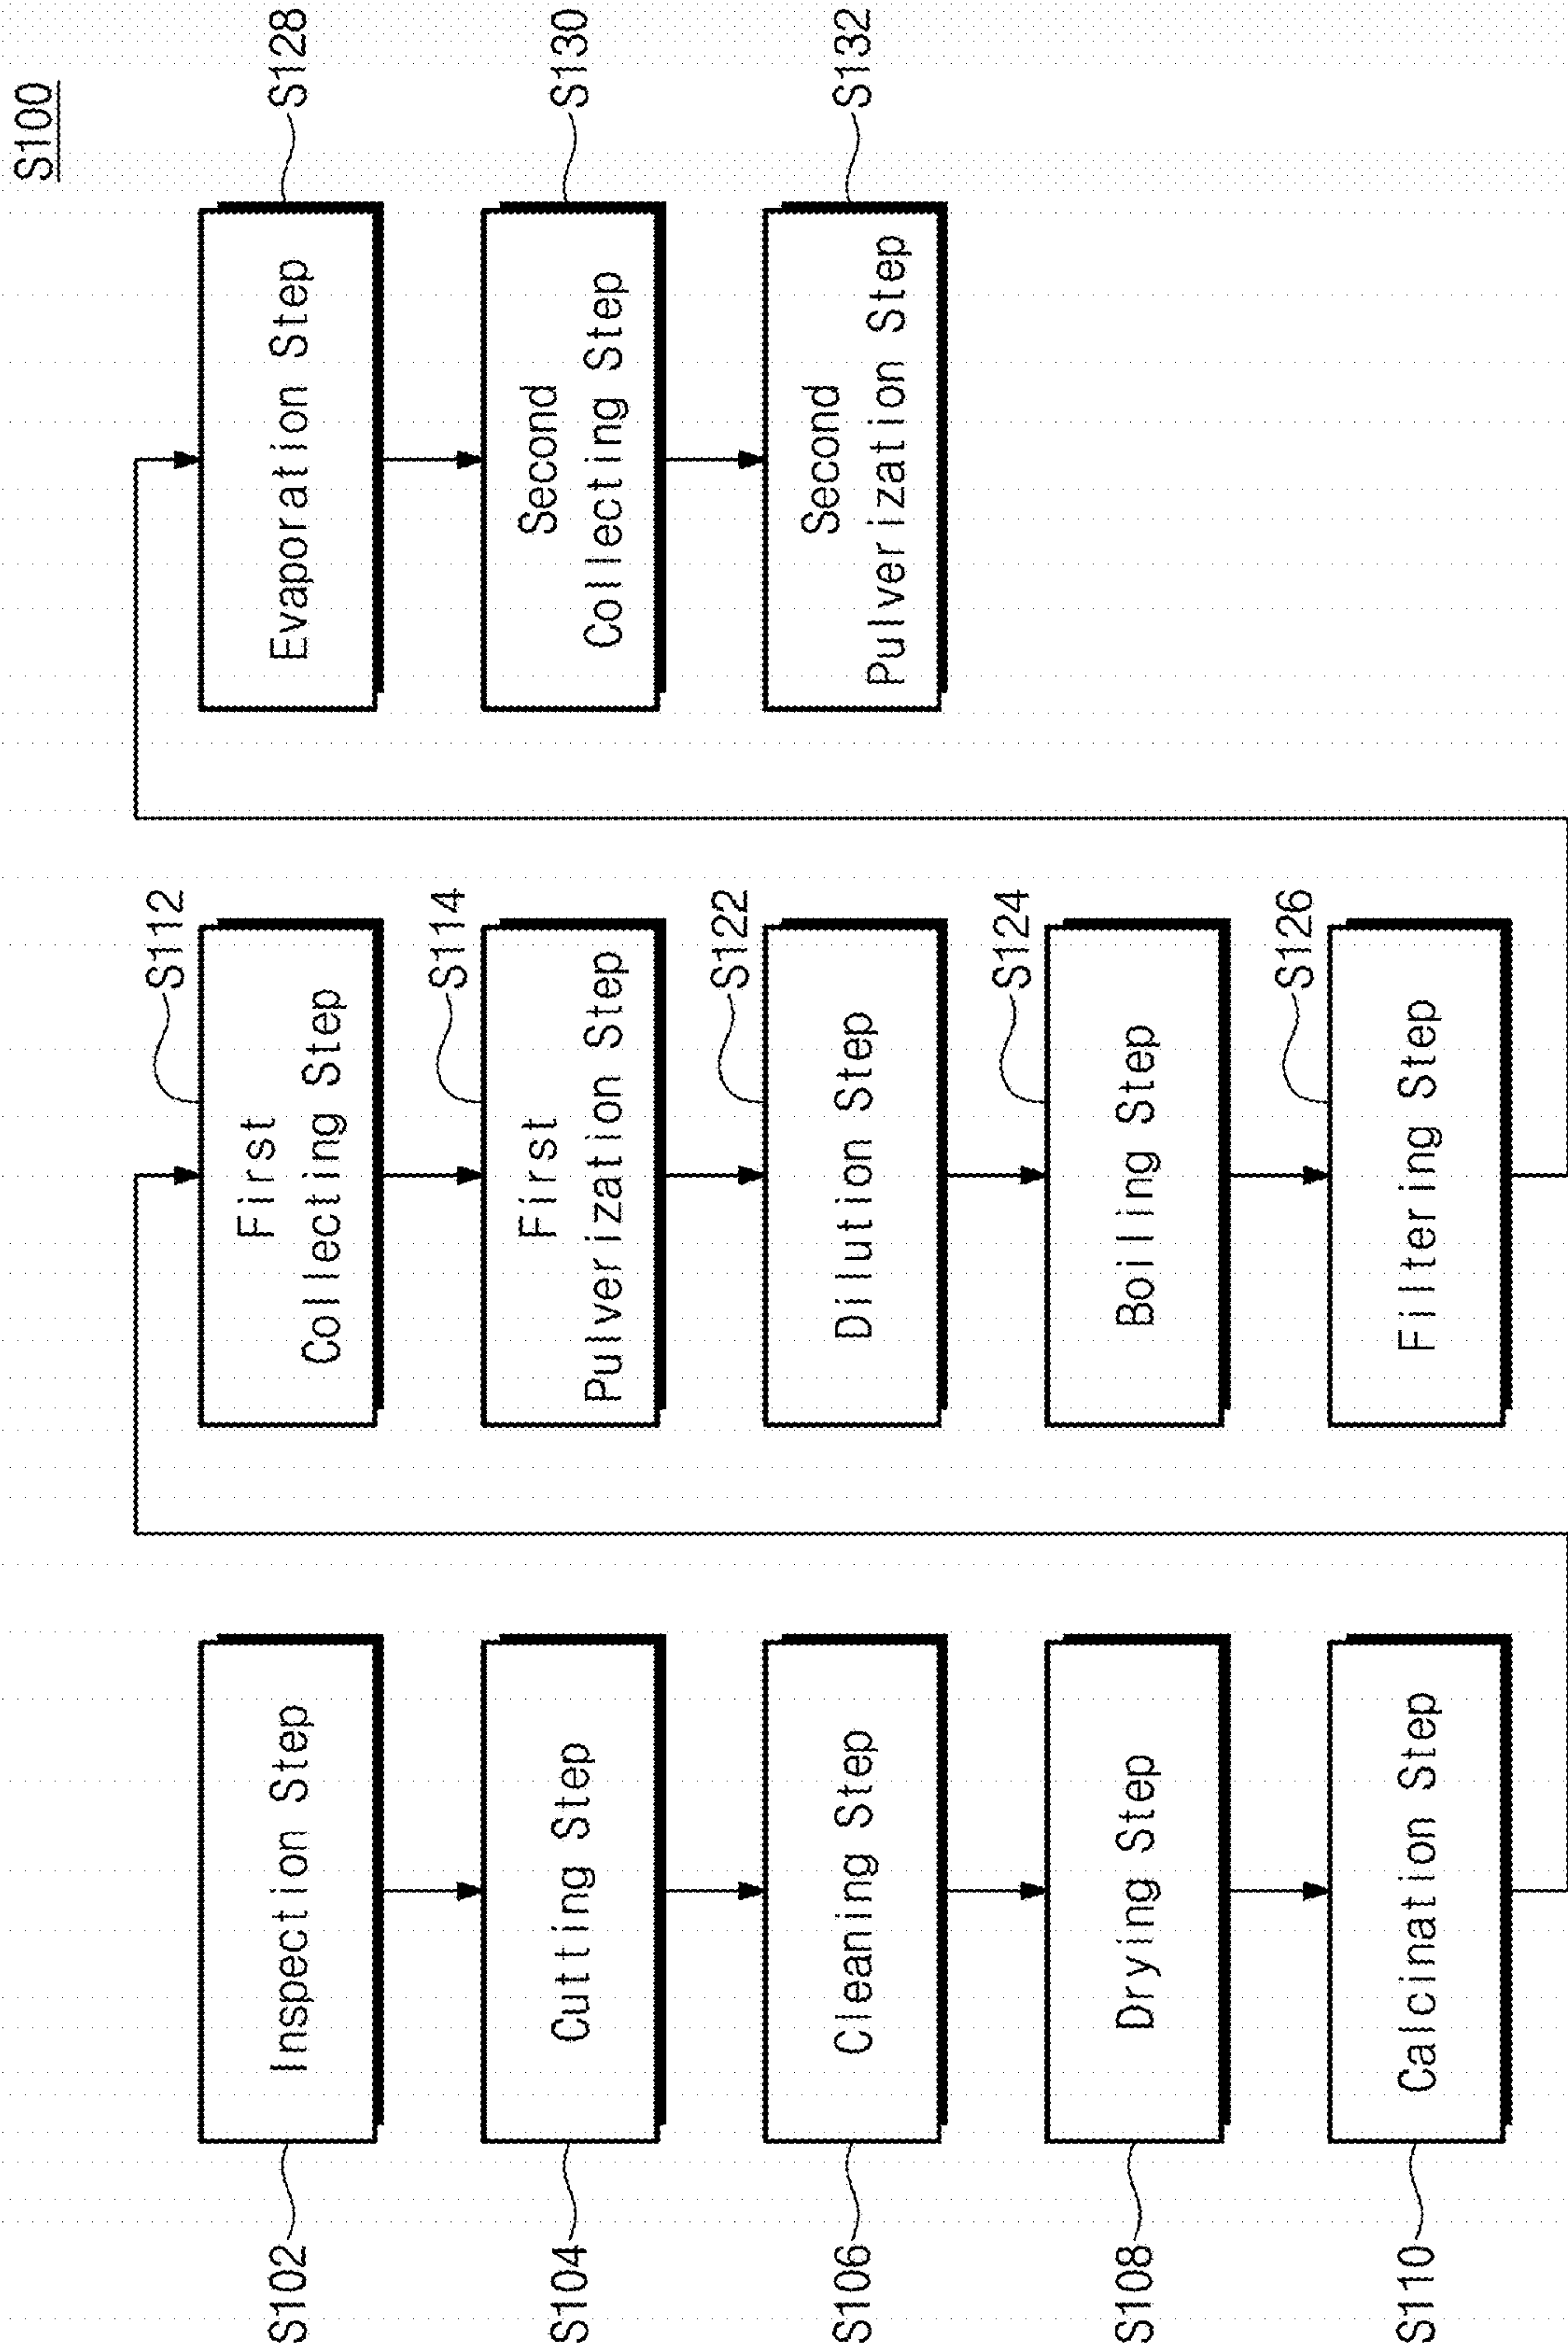 S100
S102
Inspection Step
S104
Cutting Step
S106
Cleaning Step
S108
Drying Step
S110
Calcination Step
S112
First
Collecting Step
S114
First
Pulverization Step
S122
Dilution Step
S124
Boiling Step
S126
Filtering Step
S128
Evaporation Step
S130
Second
Collecting Step
S132
Second
Pulverization Step